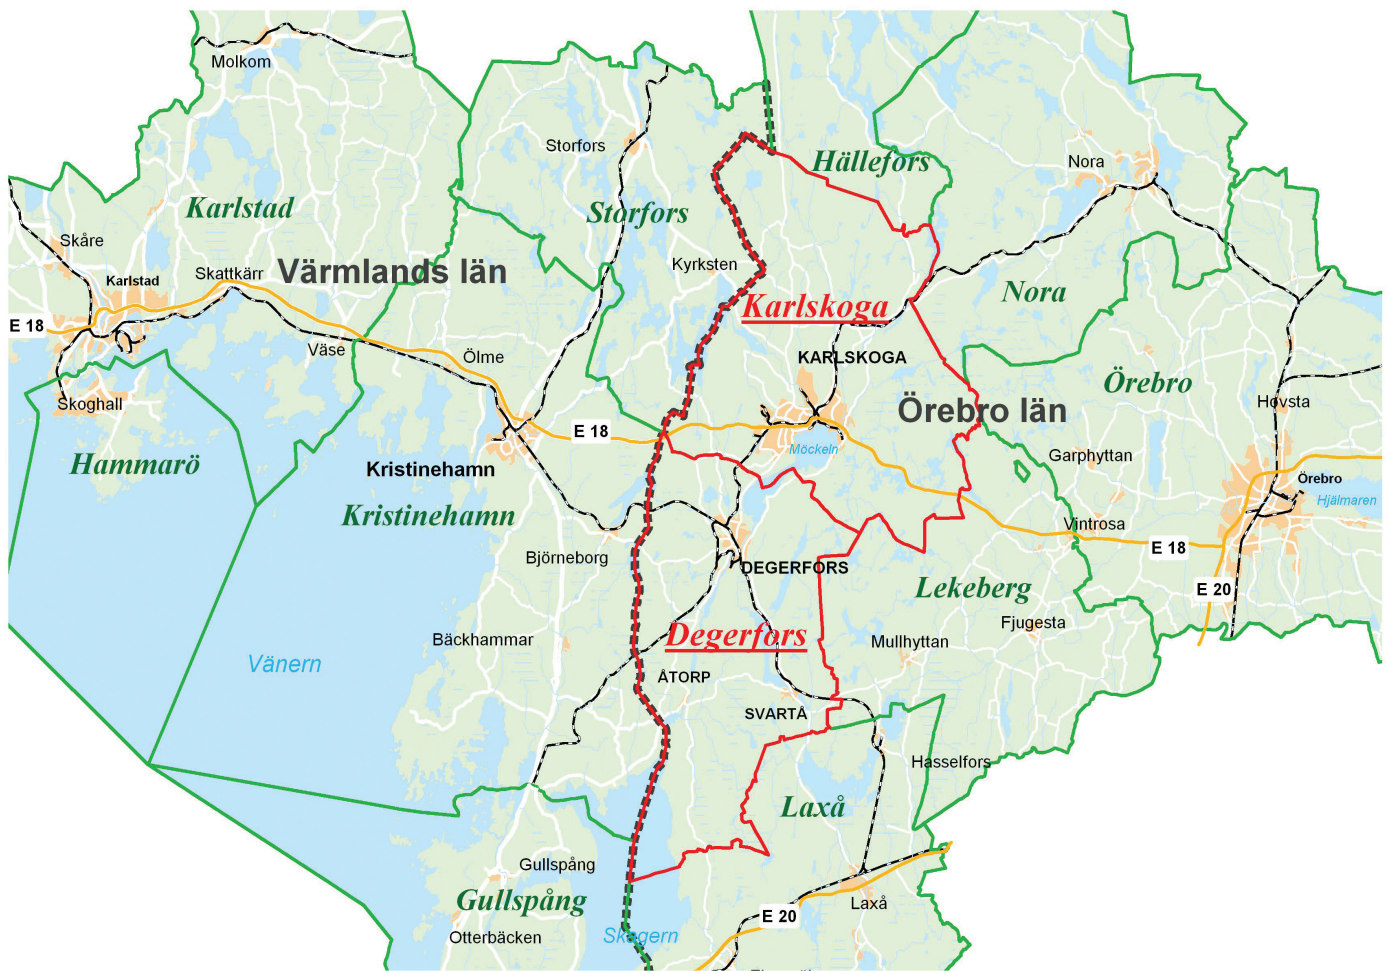 Molkom
Storfors
Nora
Hällefors
Karlstad
Storfors
Skåre
Karlstad
Skattkärr
Värmlands län
Kyrksten
Nora
Karlskoga
E 18
Väse
Ölme
KARLSKOGA
Örebro
Skoghall
Örebro län
Hovsta
E 18
Möckeln
Hammarö
Kristinehamn
Garphyttan
Örebro
Hjälmaren
Kristinehamn
Vintrosa
E 18
Björneborg
DEGERFORS
Lekeberg
E 20
Fjugesta
Bäckhammar
Degerfors
Mullhyttan
Vänern
ÅTORP
SVARTÅ
Hasselfors
Laxå
Gullspång
Gullspång
Laxå
E 20
Otterbäcken
Skagern